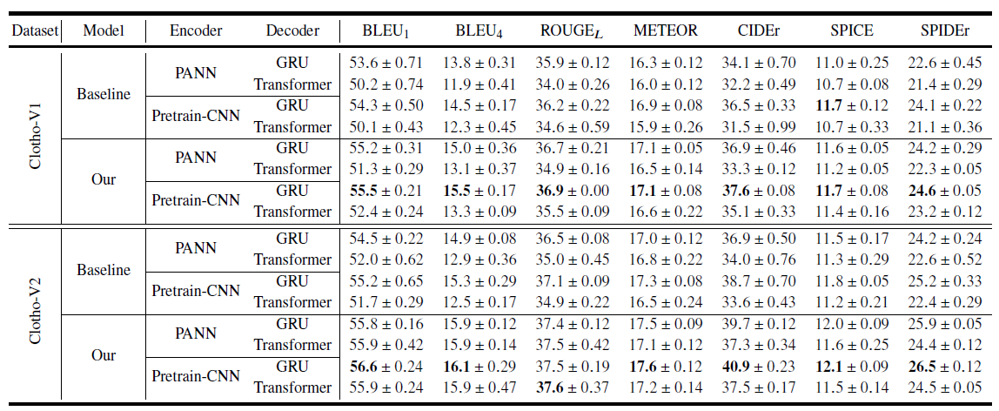 Dataset Model Encoder Decoder BLEU1 BLEU4 ROUGEL METEOR CIDEr SPICE SPIDEr
Clotho-V1
Baseline
PANN
GRU 53.6 ± 0.71 13.8 ± 0.31 35.9 ± 0.12 16.3 ± 0.12 34.1 ± 0.70 11.0 ± 0.25 22.6 ± 0.45
Transformer 50.2 ± 0.74 11.9 ± 0.41 34.0 ± 0.26 16.0 ± 0.12 32.2 ± 0.49 10.7 ± 0.08 21.4 ± 0.29
Pretrain-CNN
GRU 54.3 ± 0.50 14.5 ± 0.17 36.2 ± 0.22 16.9 ± 0.08 36.5 ± 0.33 11.7 ± 0.12 24.1 ± 0.22
Transformer 50.1 ± 0.43 12.3 ± 0.45 34.6 ± 0.59 15.9 ± 0.26 31.5 ± 0.99 10.7 ± 0.33 21.1 ± 0.36
Our
PANN
GRU 55.2 ± 0.31 15.0 ± 0.36 36.7 ± 0.21 17.1 ± 0.05 36.9 ± 0.46 11.6 ± 0.05 24.2 ± 0.29
Transformer 51.3 ± 0.29 13.1 ± 0.37 34.9 ± 0.16 16.5 ± 0.14 33.3 ± 0.12 11.2 ± 0.05 22.3 ± 0.05
Pretrain-CNN
GRU 55.5 ± 0.21 15.5 ± 0.17 36.9 ± 0.00 17.1 ± 0.08 37.6 ± 0.08 11.7 ± 0.08 24.6 ± 0.05
Transformer 52.4 ± 0.24 13.3 ± 0.09 35.5 ± 0.09 16.6 ± 0.22 35.1 ± 0.33 11.4 ± 0.16 23.2 ± 0.12
Clotho-V2
Baseline
PANN
GRU 54.5 ± 0.22 14.9 ± 0.08 36.5 ± 0.08 17.0 ± 0.12 36.9 ± 0.50 11.5 ± 0.17 24.2 ± 0.24
Transformer 52.0 ± 0.62 12.9 ± 0.36 35.0 ± 0.45 16.8 ± 0.22 34.0 ± 0.76 11.3 ± 0.29 22.6 ± 0.52
Pretrain-CNN
GRU 55.2 ± 0.65 15.3 ± 0.29 37.1 ± 0.09 17.3 ± 0.08 38.7 ± 0.70 11.8 ± 0.05 25.2 ± 0.33
Transformer 51.7 ± 0.29 12.5 ± 0.17 34.9 ± 0.22 16.5 ± 0.24 33.6 ± 0.43 11.2 ± 0.21 22.4 ± 0.29
Our
PANN
GRU 55.8 ± 0.16 15.9 ± 0.12 37.4 ± 0.12 17.5 ± 0.09 39.7 ± 0.12 12.0 ± 0.09 25.9 ± 0.05
Transformer 55.9 ± 0.42 15.9 ± 0.14 37.5 ± 0.42 17.1 ± 0.12 37.3 ± 0.34 11.6 ± 0.25 24.4 ± 0.12
Pretrain-CNN
GRU 56.6 ± 0.24 16.1 ± 0.29 37.5 ± 0.19 17.6 ± 0.12 40.9 ± 0.23 12.1 ± 0.09 26.5 ± 0.12
Transformer 55.9 ± 0.24 15.9 ± 0.47 37.6 ± 0.37 17.2 ± 0.14 37.5 ± 0.17 11.5 ± 0.14 24.5 ± 0.05